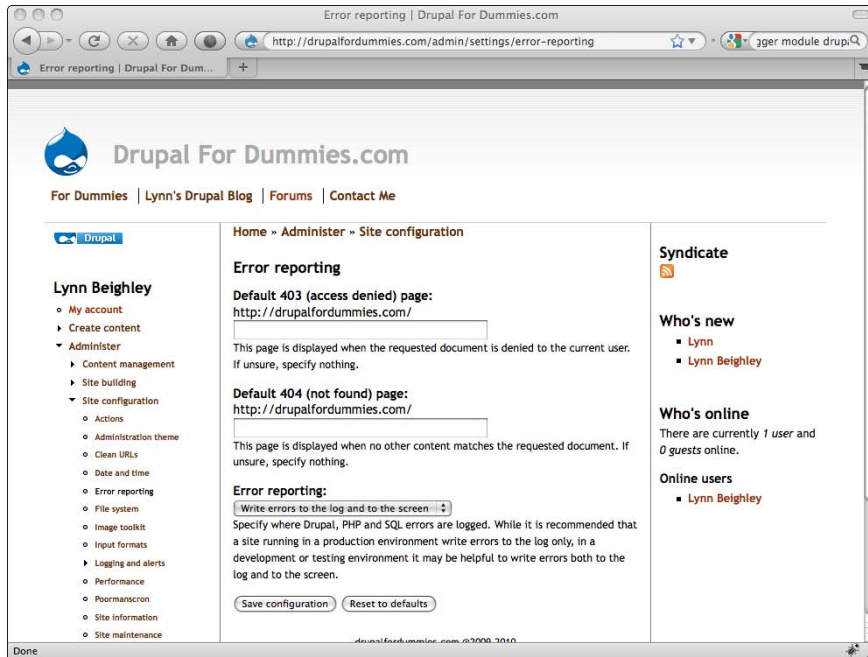 Error reporting | Drupal For Dummies.com
http://drupalfordummies.com/admin/settings/error-reporting
gger module drup
Error reporting | Drupal For Dum...
Drupal For Dummies.com
For Dummies | Lynn's Drupal Blog | Forums | Contact Me
Drupal
Lynn Beighley
My account
Create content
Administer
Content management
Site building
Site configuration
Actions
Administration theme
Clean URLs
Date and time
Error reporting
File system
Image toolkit
Input formats
Logging and alerts
Performance
Poormanscron
Site information
Site maintenance
Home » Administer » Site configuration
Error reporting
Default 403 (access denied) page:
http://drupalfordummies.com/
This page is displayed when the requested document is denied to the current user.
If unsure, specify nothing.
Default 404 (not found) page:
http://drupalfordummies.com/
This page is displayed when no other content matches the requested document. If
unsure, specify nothing.
Error reporting:
Write errors to the log and to the screen
Specify where Drupal, PHP and SQL errors are logged. While it is recommended that
a site running in a production environment write errors to the log only, in a
development or testing environment it may be helpful to write errors both to the
log and to the screen.
Save configuration
Reset to defaults
drupalfordummies.com ©2009-2010
Syndicate
Who's new
Lynn
Lynn Beighley
Who's online
There are currently 1 user and
0 guests online.
Online users
Lynn Beighley
Done